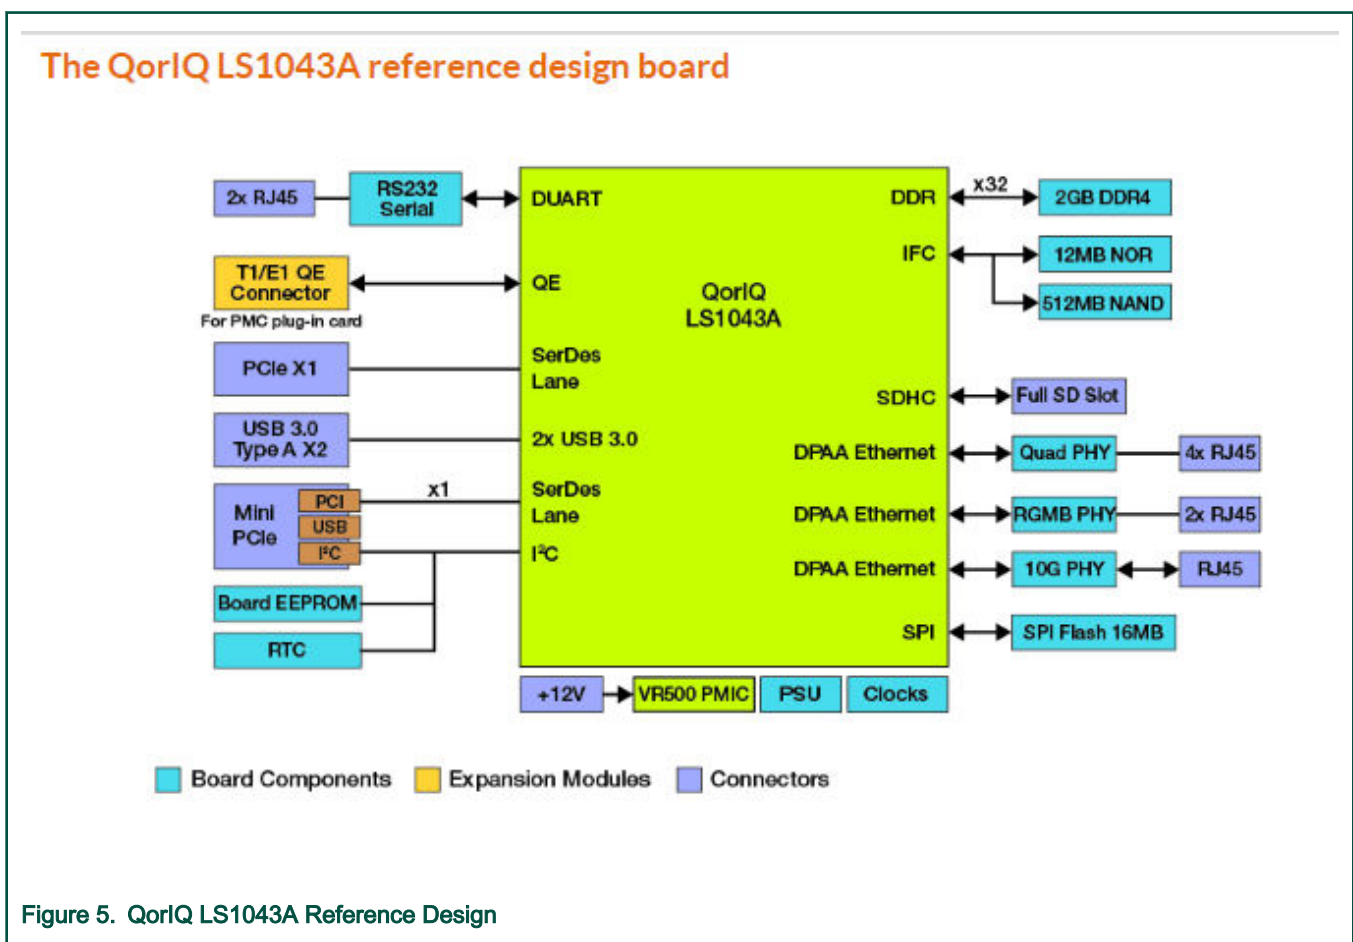 The QorIQ LS1043A reference design board
2x RJ45
RS232
Serial
DUART
T1/E1 QE
Connector
For PMC plug-in card
QE
PCIe X1
SerDes
Lane
USB 3.0
Type A X2
2x USB 3.0
Mini
PCIe
PCI
USB
I²C
x1
SerDes
Lane
I²C
Board EEPROM
RTC
QorIQ
LS1043A
DDR
x32
2GB DDR4
IFC
12MB NOR
512MB NAND
SDHC
Full SD Slot
DPAA Ethernet
Quad PHY
4x RJ45
DPAA Ethernet
RGMB PHY
2x RJ45
DPAA Ethernet
10G PHY
RJ45
SPI
SPI Flash 16MB
+12V
VR500 PMIC
PSU
Clocks
Board Components
Expansion Modules
Connectors
Figure 5. QorIQ LS1043A Reference Design